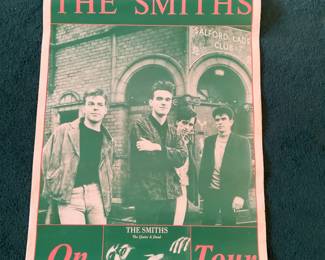 THE SMITHS
SALFORD LADS
CLUB
THE SMITHS
The Queen Is Dead
On Tour